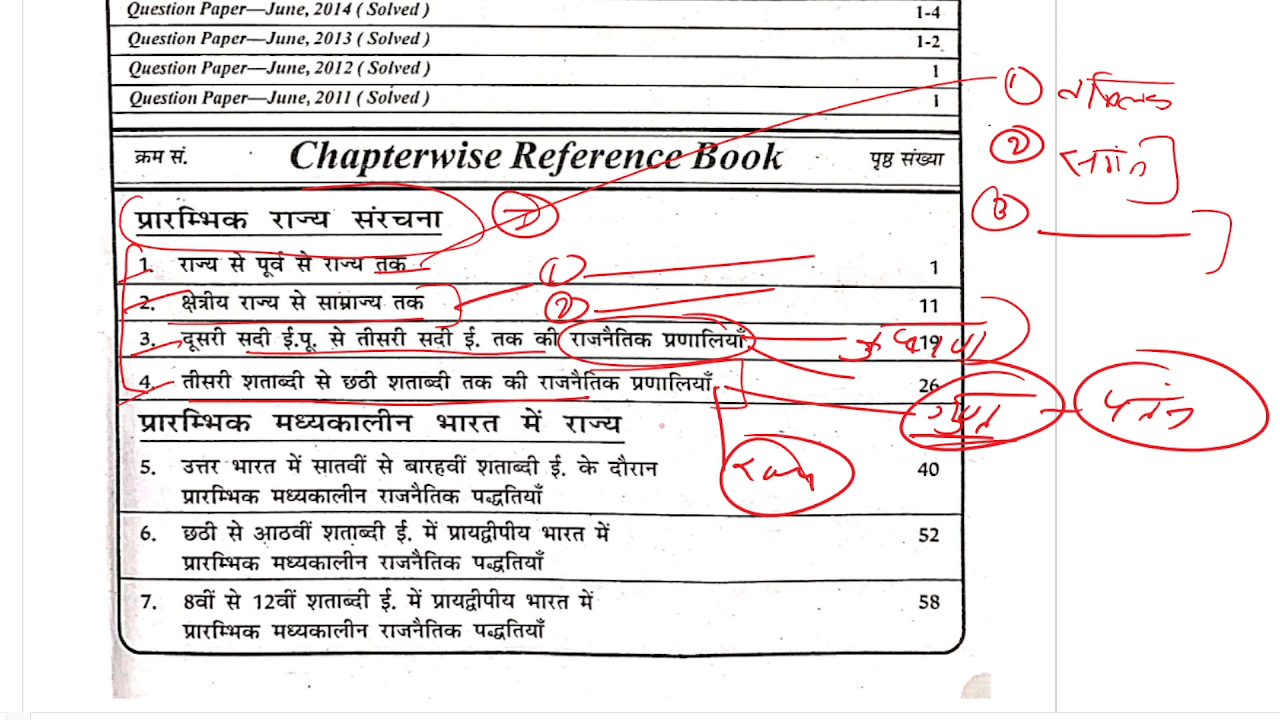 Question Paper—June, 2014 ( Solved ) 1-4
Question Paper—June, 2013 ( Solved ) 1-2
Question Paper—June, 2012 ( Solved ) 1
Question Paper—June, 2011 ( Solved ) 1
क्रम सं. Chapterwise Reference Book पृष्ठ संख्या
प्रारम्भिक राज्य संरचना I
1. राज्य से पूर्व से राज्य तक 1
2. क्षेत्रीय राज्य से साम्राज्य तक 11
3. दूसरी सदी ई.पू. से तीसरी सदी ई. तक की राजनैतिक प्रणालियाँ 19
4. तीसरी शताब्दी से छठी शताब्दी तक की राजनैतिक प्रणालियाँ 26
प्रारम्भिक मध्यकालीन भारत में राज्य
5. उत्तर भारत में सातवीं से बारहवीं शताब्दी ई. के दौरान
प्रारम्भिक मध्यकालीन राजनैतिक पद्धतियाँ 40
6. छठी से आठवीं शताब्दी ई. में प्रायद्वीपीय भारत में
प्रारम्भिक मध्यकालीन राजनैतिक पद्धतियाँ 52
7. 8वीं से 12वीं शताब्दी ई. में प्रायद्वीपीय भारत में
प्रारम्भिक मध्यकालीन राजनैतिक पद्धतियाँ 58
1
2
1
2
3